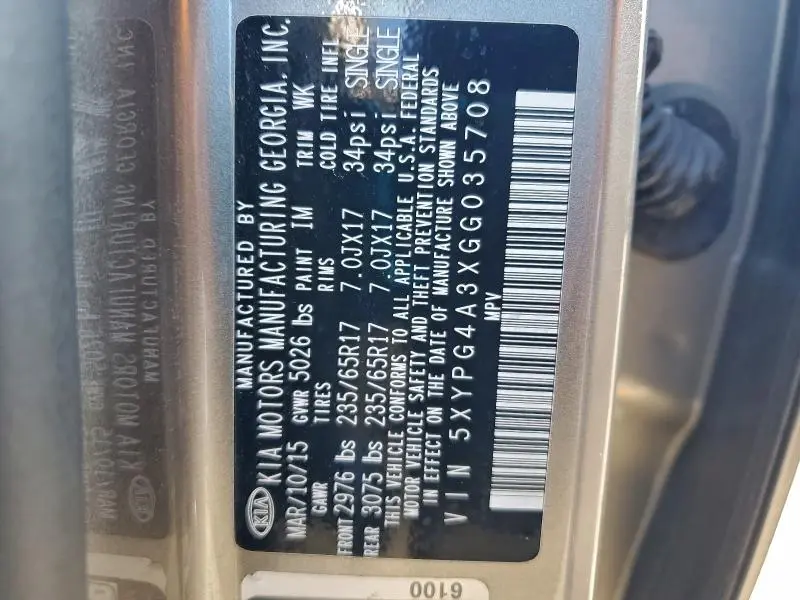 MANUFACTURED BY
KIA KIA MOTORS MANUFACTURING GEORGIA, INC.
MAR/10/15 GVWR 5026 lbs PAINT IM TRIM WK
GAWR TIRES RIMS COLD TIRE INFL
FRONT 2976 lbs 235/65R17 7.0JX17 34psi SINGLE
REAR 3075 lbs 235/65R17 7.0JX17 34psi SINGLE
THIS VEHICLE CONFORMS TO ALL APPLICABLE U.S.A. FEDERAL
MOTOR VEHICLE SAFETY AND THEFT PREVENTION STANDARDS
IN EFFECT ON THE DATE OF MANUFACTURE SHOWN ABOVE
VIN 5XYPG4A3XGG035708
MPV
6100